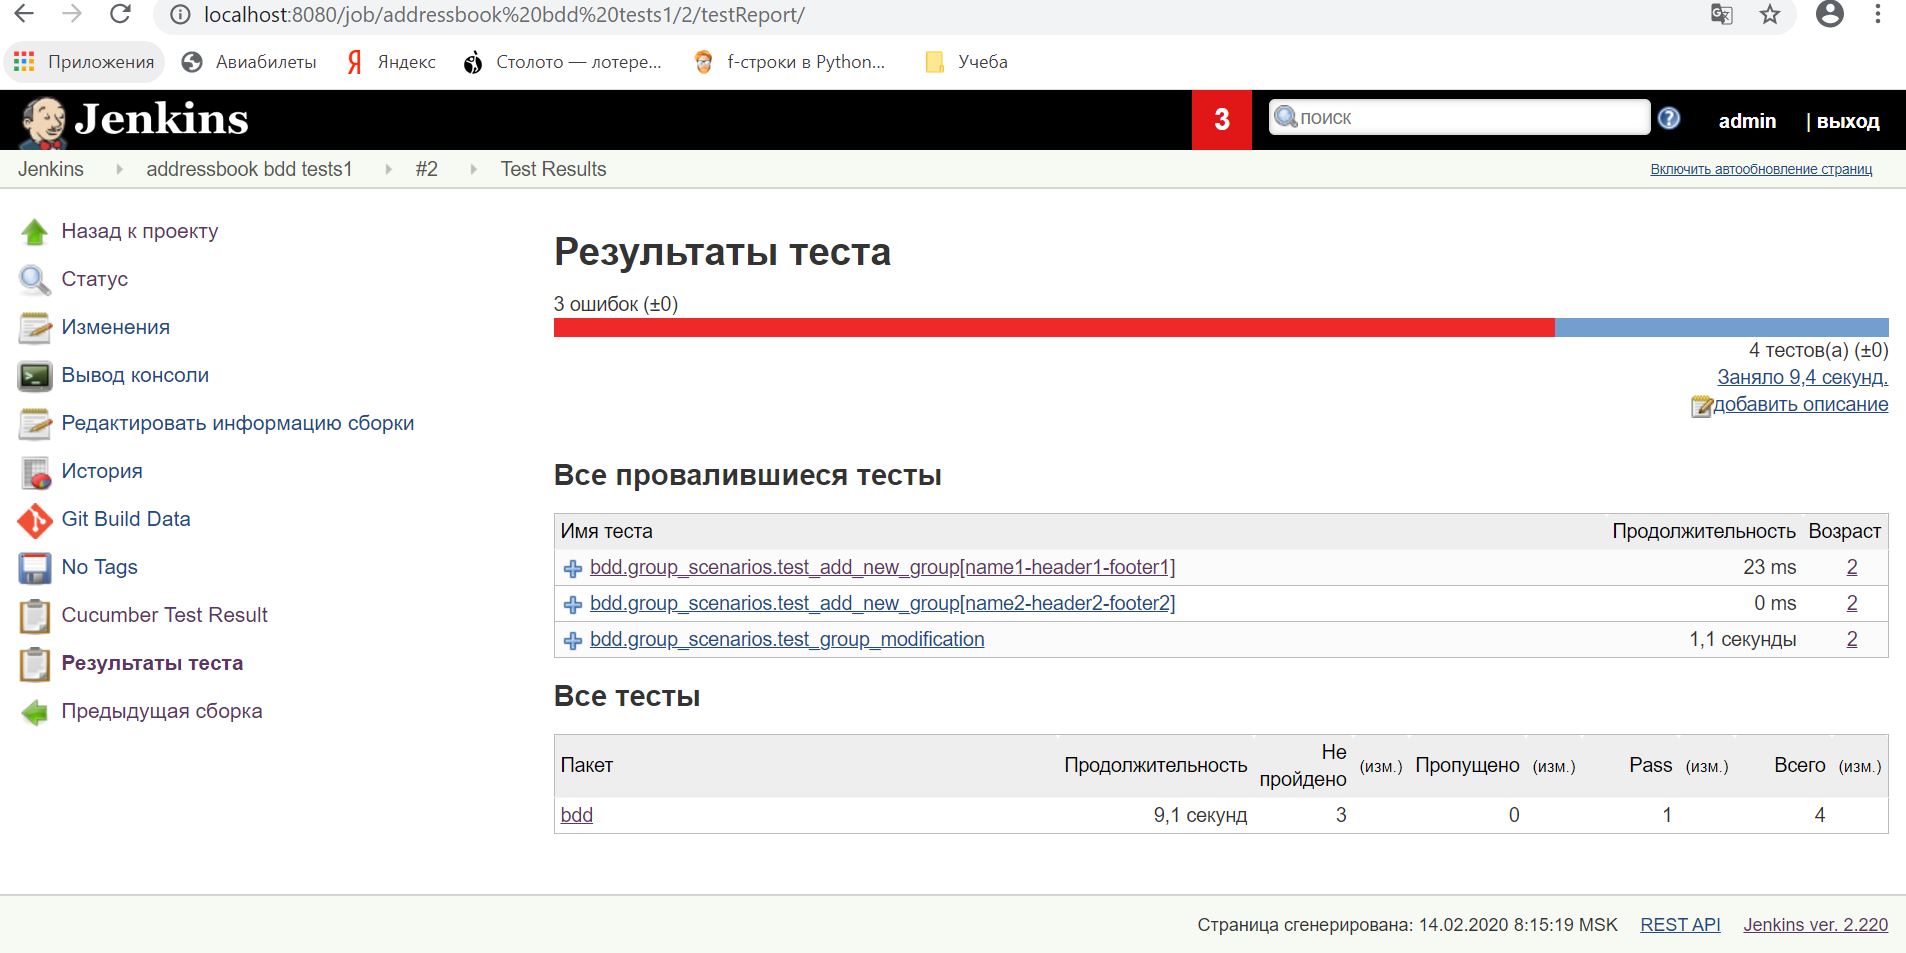 localhost:8080/job/addressbook%20bdd%20tests1/2/testReport/
Приложения Авиабилеты Яндекс Столото — лотере... f-строки в Python... Учеба
Jenkins 3 поиск admin | выход
Jenkins addressbook bdd tests1 #2 Test Results Включить автообновление страниц
Назад к проекту
Статус
Изменения
Вывод консоли
Редактировать информацию сборки
История
Git Build Data
No Tags
Cucumber Test Result
Результаты теста
Предыдущая сборка
Результаты теста
3 ошибок (±0)
4 тестов(а) (±0)
Заняло 9,4 секунд.
добавить описание
Все провалившиеся тесты
Имя теста Продолжительность Возраст
bdd.group_scenarios.test_add_new_group[name1-header1-footer1] 23 ms 2
bdd.group_scenarios.test_add_new_group[name2-header2-footer2] 0 ms 2
bdd.group_scenarios.test_group_modification 1,1 секунды 2
Все тесты
Пакет Продолжительность Не пройдено (изм.) Пропущено (изм.) Pass (изм.) Всего (изм.)
bdd 9,1 секунд 3 0 1 4
Страница сгенерирована: 14.02.2020 8:15:19 MSK REST API Jenkins ver. 2.220